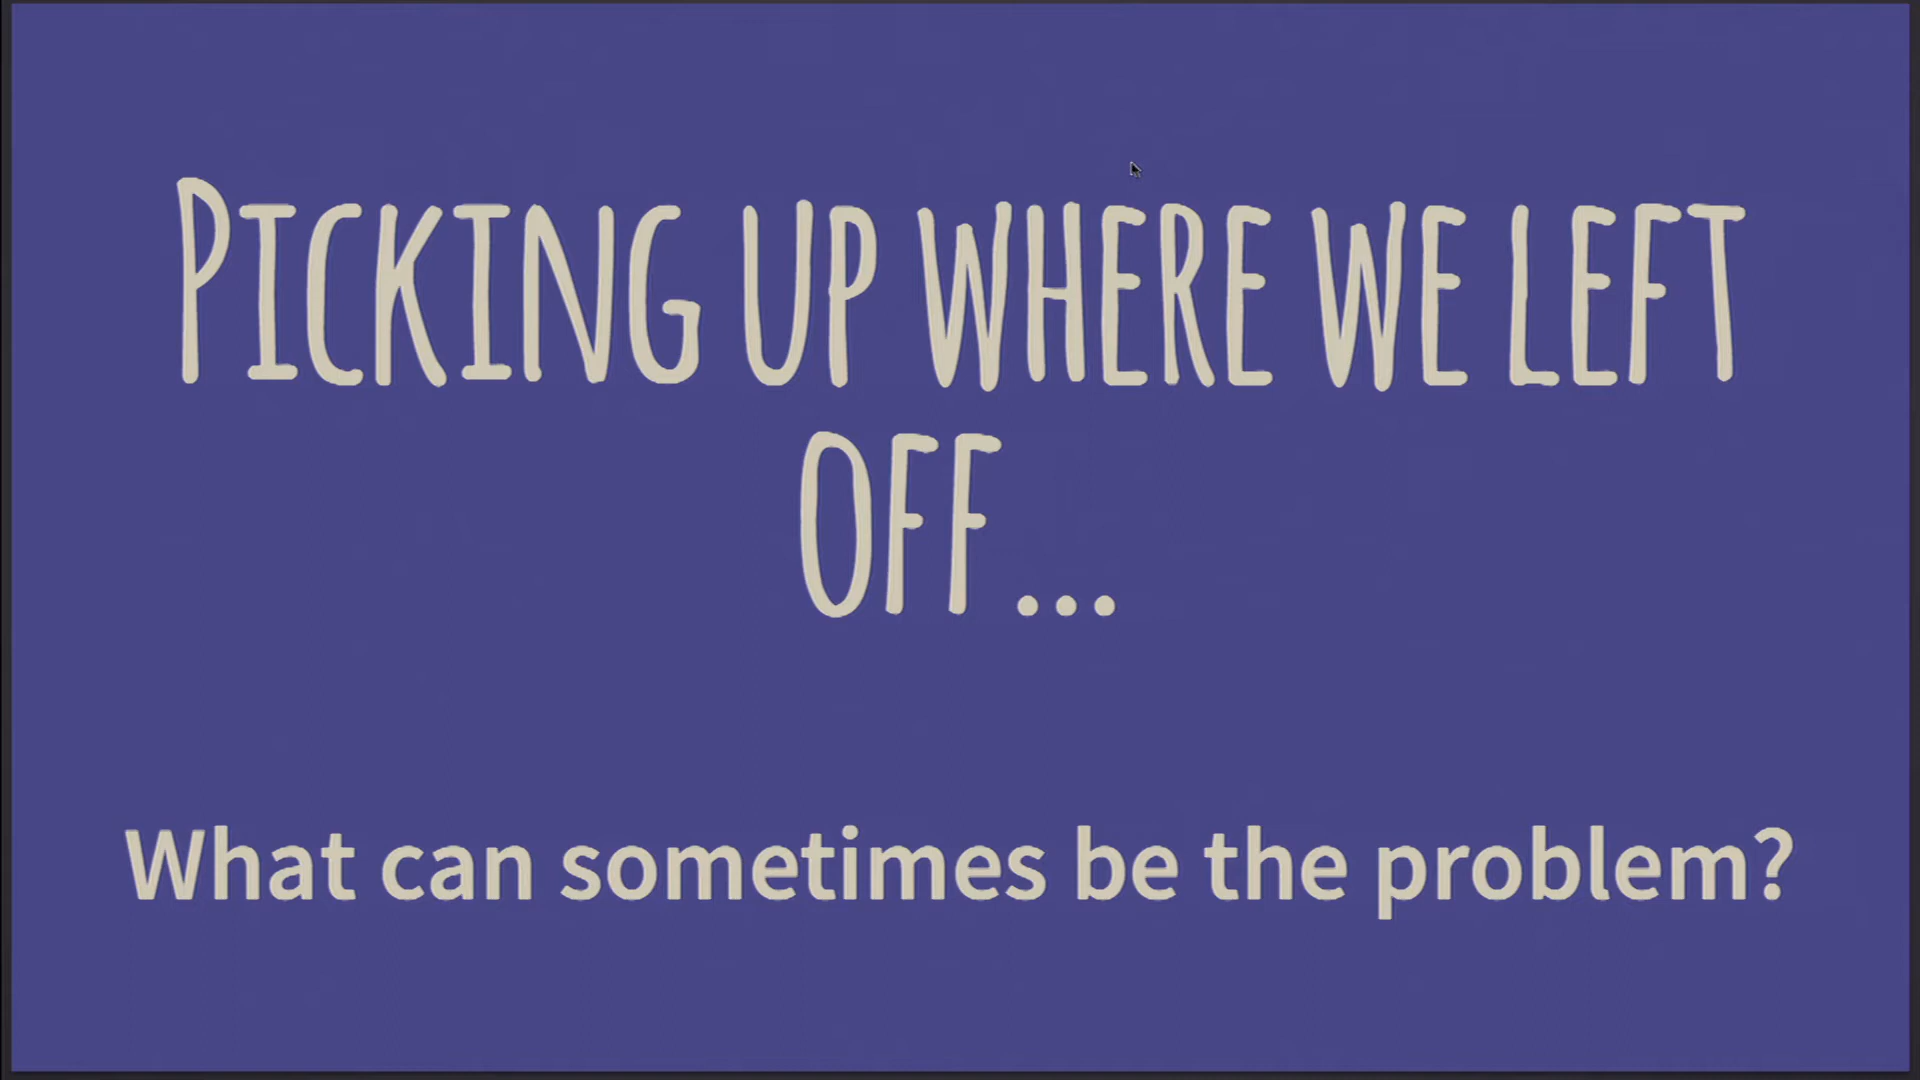 Picking up where we left
off...
What can sometimes be the problem?